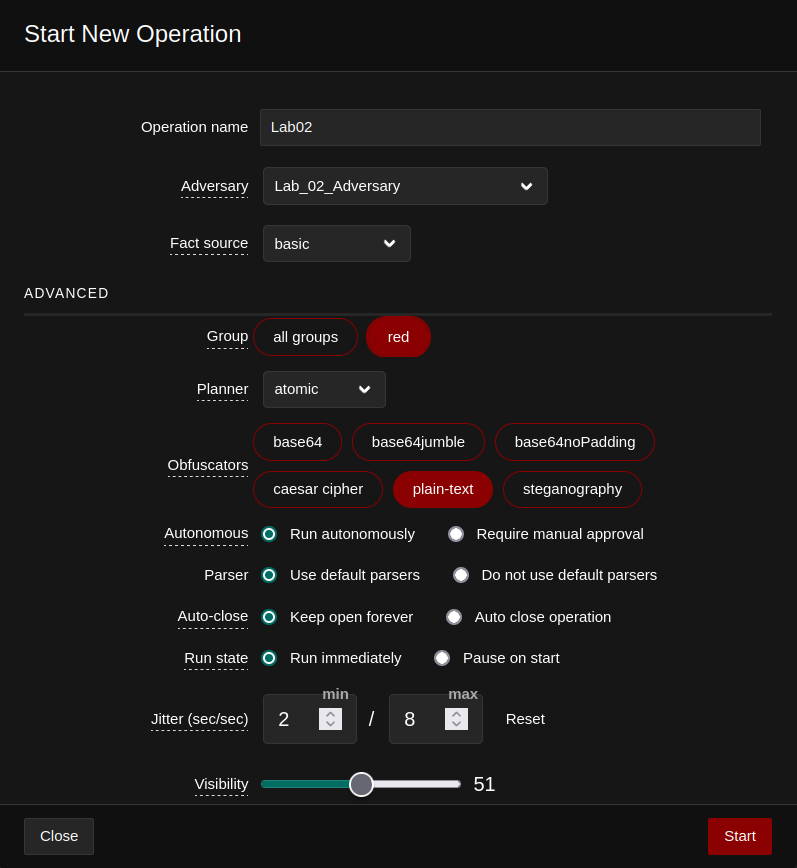 Start New Operation
Operation name Lab02
Adversary Lab_02_Adversary
Fact source basic
ADVANCED
Group all groups red
Planner atomic
base64 base64jumble base64noPadding
Obfuscators
caesar cipher plain-text steganography
Autonomous Run autonomously Require manual approval
Parser Use default parsers Do not use default parsers
Auto-close Keep open forever Auto close operation
Run state Run immediately Pause on start
min max
Jitter (sec/sec) 2 / 8 Reset
Visibility 51
Close Start